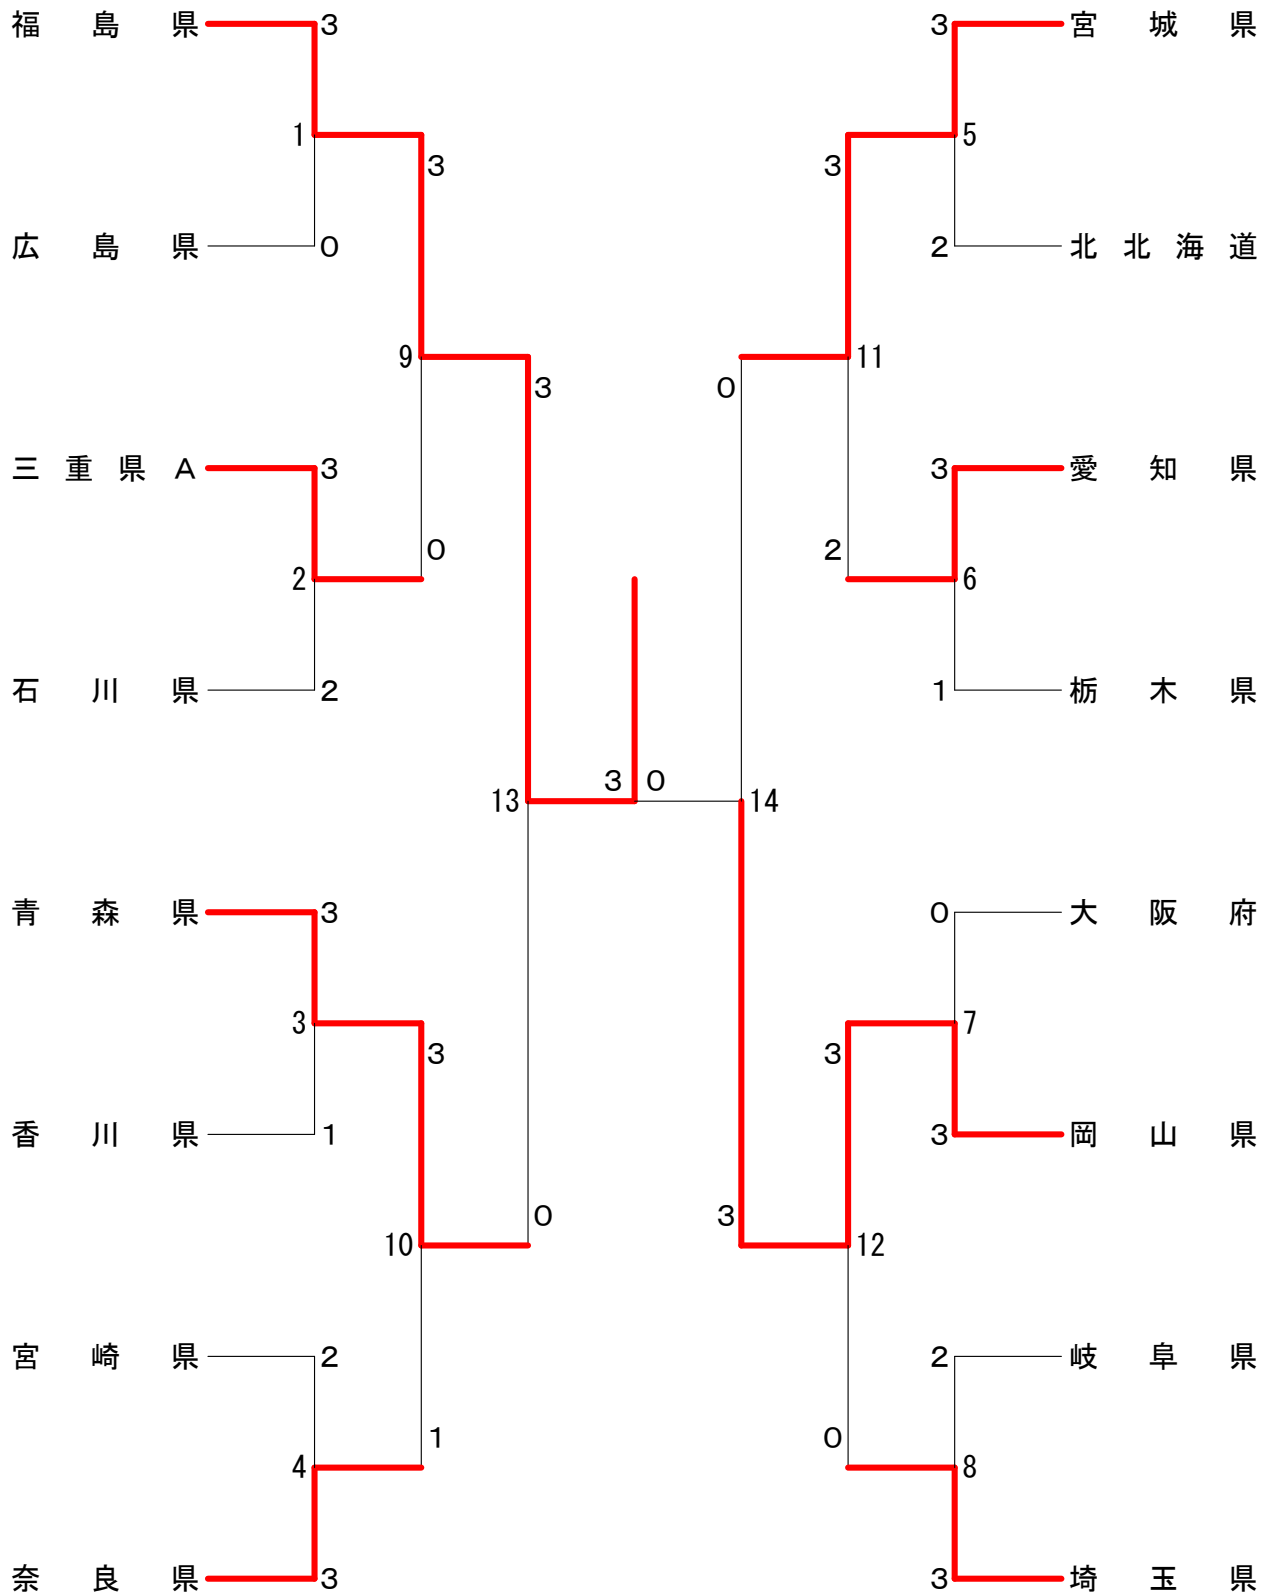 福島県 3 3 宮城県
1 5
3 3
広島県 0 2 北北海道
9 11
3 0
三重県A 3 3 愛知県
0 2
2 6
石川県 2 1 栃木県
3 0
13 14
青森県 3 0 大阪府
3 7
3 3
香川県 1 3 岡山県
0 3
10 12
宮崎県 2 2 岐阜県
1 0
4 8
奈良県 3 3 埼玉県